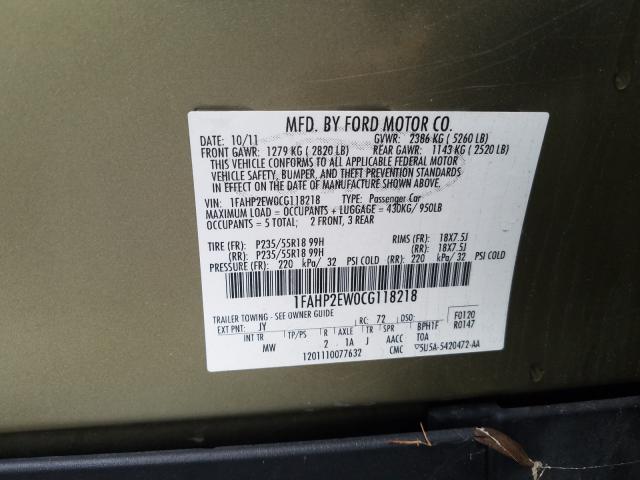 MFD. BY FORD MOTOR CO.
DATE: 10/11 GVWR: 2386 KG ( 5260 LB)
FRONT GAWR: 1279 KG ( 2820 LB) REAR GAWR: 1143 KG ( 2520 LB)
THIS VEHICLE CONFORMS TO ALL APPLICABLE FEDERAL MOTOR
VEHICLE SAFETY, BUMPER, AND THEFT PREVENTION STANDARDS
IN EFFECT ON THE DATE OF MANUFACTURE SHOWN ABOVE.
VIN: 1FAHP2EW0CG118218 TYPE: Passenger Car
MAXIMUM LOAD = OCCUPANTS + LUGGAGE = 430KG/ 950LB
OCCUPANTS = 5 TOTAL; 2 FRONT, 3 REAR
TIRE (FR): P235/55R18 99H RIMS (FR): 18X7.5J
(RR): P235/55R18 99H (RR): 18X7.5J
PRESSURE (FR): 220 kPa/ 32 PSI COLD (RR): 220 kPa/ 32 PSI COLD
1FAHP2EW0CG118218
TRAILER TOWING - SEE OWNER GUIDE
EXT PNT: JY RC: 72 DSO: F0120
INT TR TP/PS R AXLE TR SPR BPH1F R0147
MW 2 1A J AACC TOA
1201110077632 CMC ▽5U5A-5420472-AA